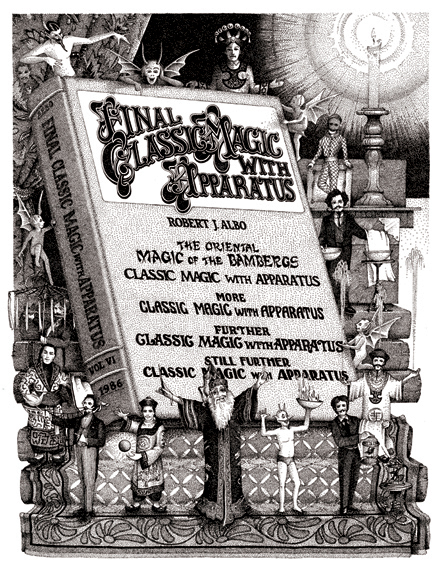 FINAL
CLASSIC MAGIC
WITH
APPARATUS
ROBERT J. ALBO
THE ORIENTAL
MAGIC OF THE BAMBERGS
CLASSIC MAGIC WITH APPARATUS
MORE
CLASSIC MAGIC WITH APPARATUS
FURTHER
CLASSIC MAGIC WITH APPARATUS
STILL FURTHER
CLASSIC MAGIC WITH APPARATUS
FINAL CLASSIC MAGIC WITH APPARATUS
VOL VI
1986